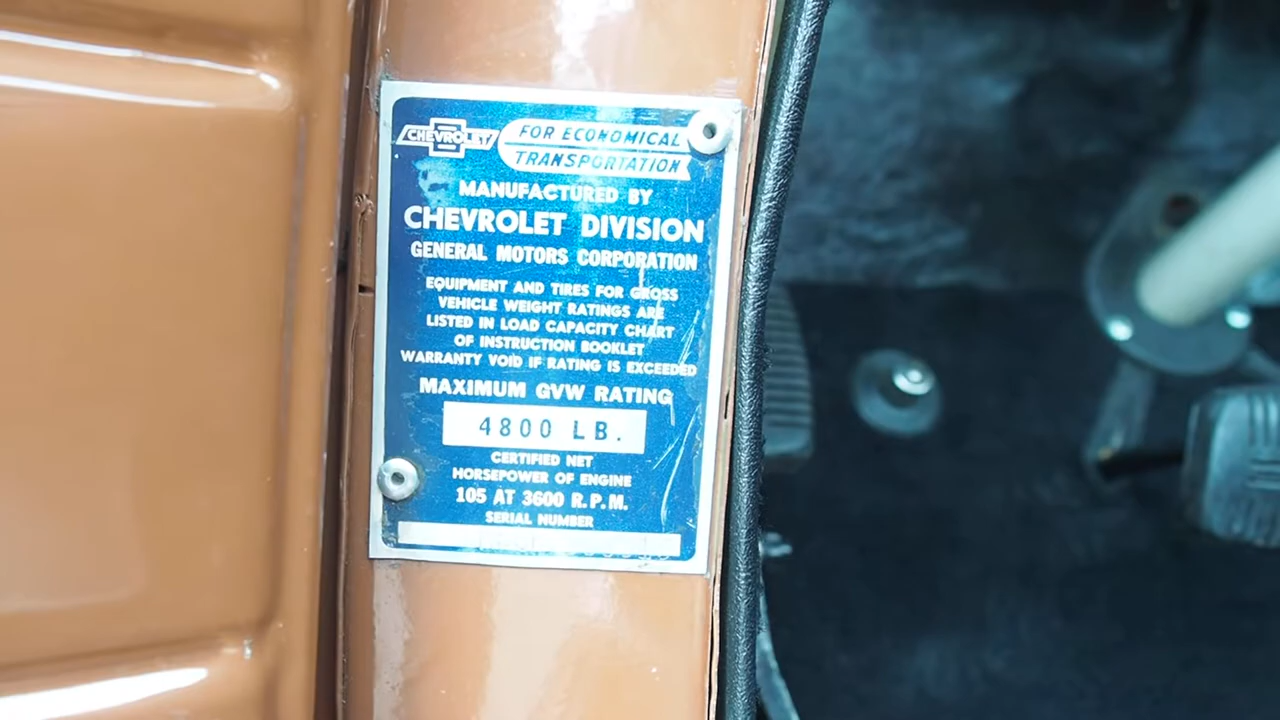 CHEVROLET
FOR ECONOMICAL
TRANSPORTATION
MANUFACTURED BY
CHEVROLET DIVISION
GENERAL MOTORS CORPORATION
EQUIPMENT AND TIRES FOR GROSS
VEHICLE WEIGHT RATINGS ARE
LISTED IN LOAD CAPACITY CHART
OF INSTRUCTION BOOKLET
WARRANTY VOID IF RATING IS EXCEEDED
MAXIMUM GVW RATING
4800 LB.
CERTIFIED NET
HORSEPOWER OF ENGINE
105 AT 3600 R.P.M.
SERIAL NUMBER